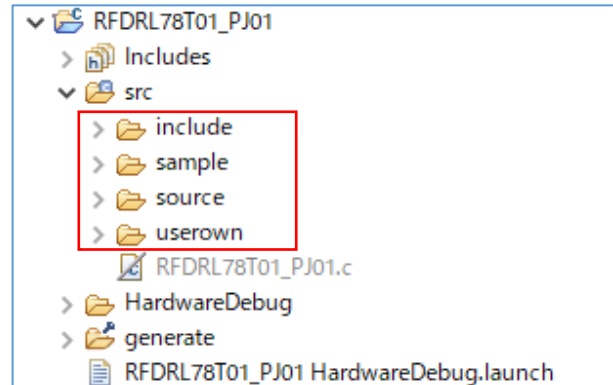 RFDRL78T01_PJ01
Includes
src
include
sample
source
userown
RFDRL78T01_PJ01.c
HardwareDebug
generate
RFDRL78T01_PJ01 HardwareDebug.launch